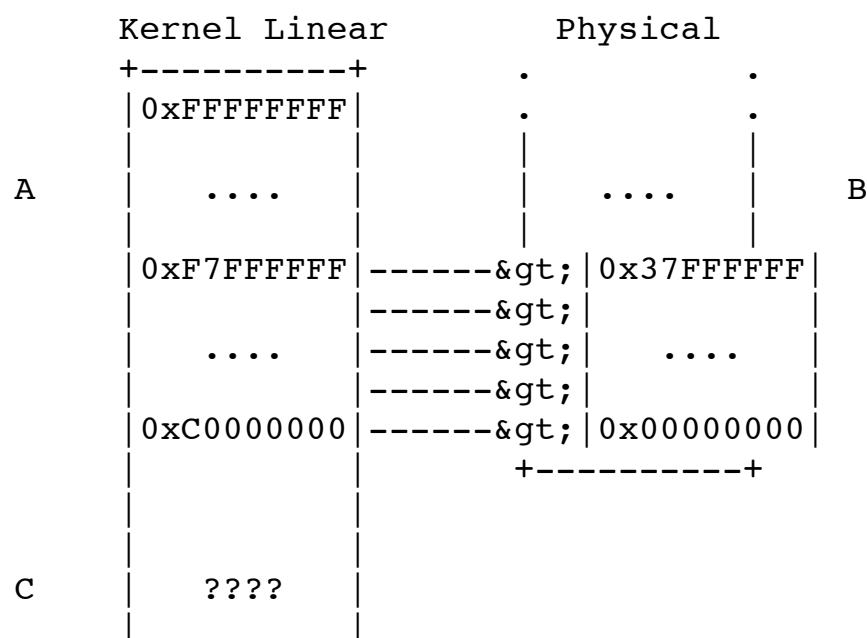 Kernel Linear Physical
+----------+ . .
|0xFFFFFFFF| . .
| | | |
A | .... | | .... | B
| | | |
|0xF7FFFFFF|------&gt;|0x37FFFFFF|
| |------&gt;| |
| .... |------&gt;| .... |
| |------&gt;| |
|0xC0000000|------&gt;|0x00000000|
| | +----------+
| |
| |
C | ???? |
| |